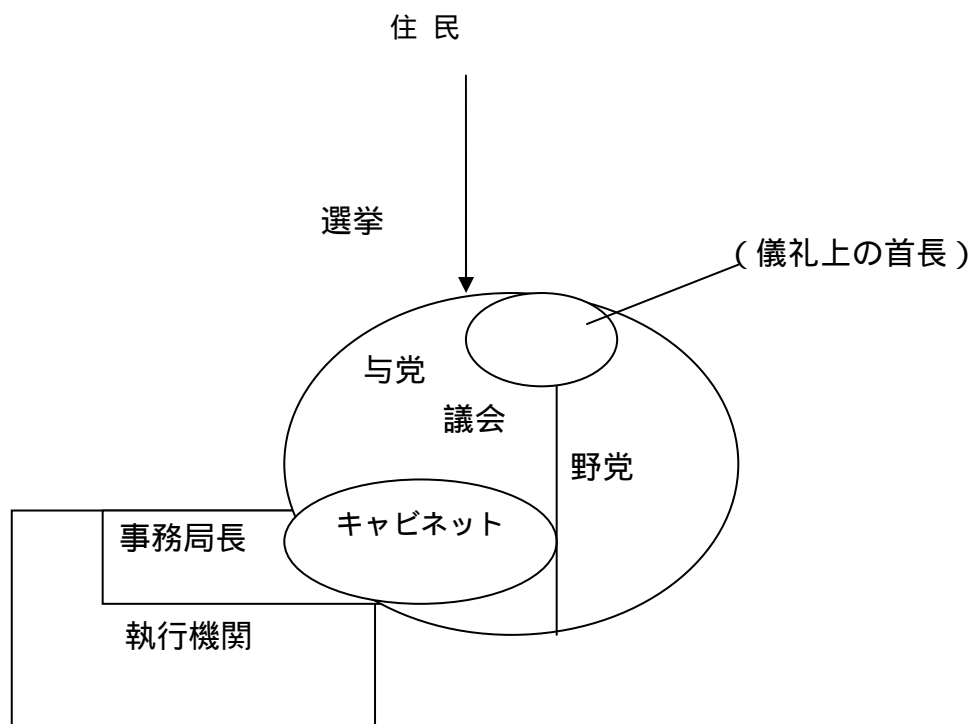 住 民
選挙
(儀礼上の首長)
与党
議会
野党
キャビネット
事務局長
執行機関